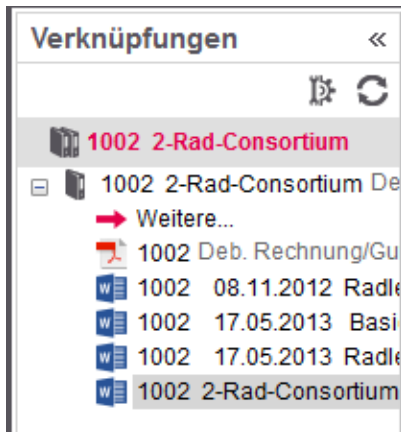 Verknüpfungen «
1002 2-Rad-Consortium
1002 2-Rad-Consortium De
Weitere...
1002 Deb. Rechnung/Gu
1002 08.11.2012 Radle
1002 17.05.2013 Basi
1002 17.05.2013 Radle
1002 2-Rad-Consortium